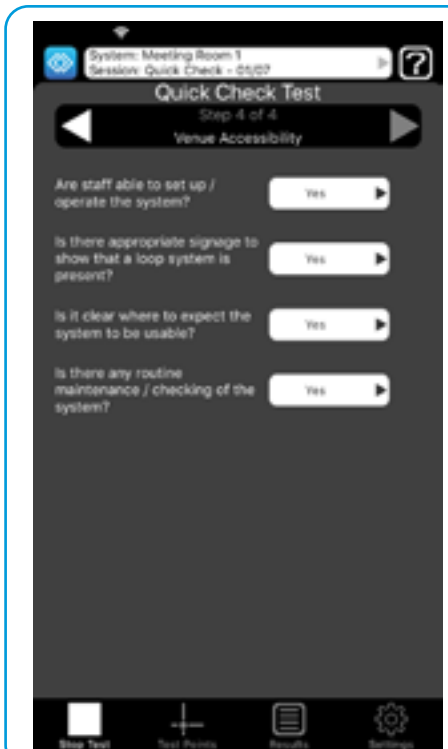 System: Meeting Room 1
Session: Quick Check - 01/07
?
Quick Check Test
Step 4 of 4
Venue Accessibility
Are staff able to set up /
operate the system?
Yes
Is there appropriate signage to
show that a loop system is
present?
Yes
Is it clear where to expect the
system to be usable?
Yes
Is there any routine
maintenance / checking of the
system?
Yes
Stop Test
Test Points
Results
Settings